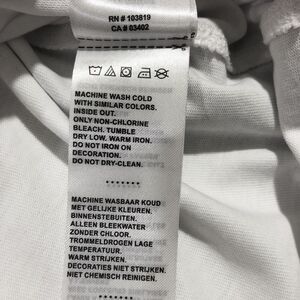 RN # 103819
CA # 03402
MACHINE WASH COLD
WITH SIMILAR COLORS.
INSIDE OUT.
ONLY NON-CHLORINE
BLEACH. TUMBLE
DRY LOW. WARM IRON.
DO NOT IRON ON
DECORATION.
DO NOT DRY-CLEAN.
MACHINE WASBAAR KOUD
MET GELIJKE KLEUREN.
BINNENSTEBUITEN.
ALLEEN BLEEKWATER
ZONDER CHLOOR.
TROMMELDROGEN LAGE
TEMPERATUUR.
WARM STRIJKEN.
DECORATIES NIET STRIJKEN.
NIET CHEMISCH REINIGEN.